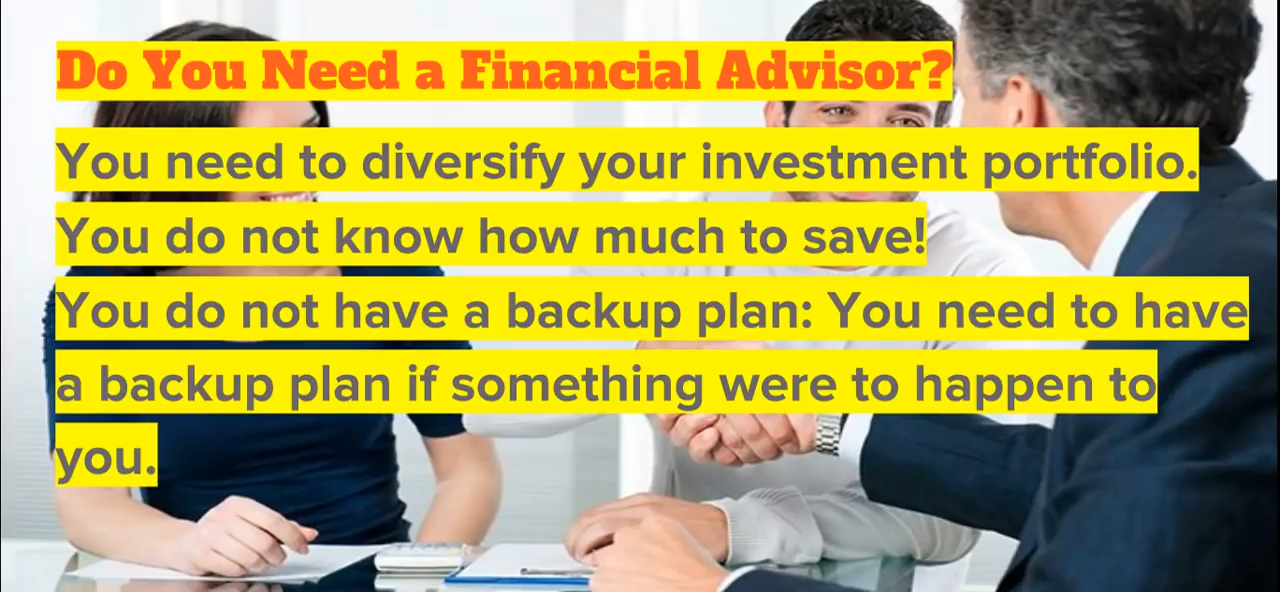 Do You Need a Financial Advisor?
You need to diversify your investment portfolio.
You do not know how much to save!
You do not have a backup plan: You need to have
a backup plan if something were to happen to
you.